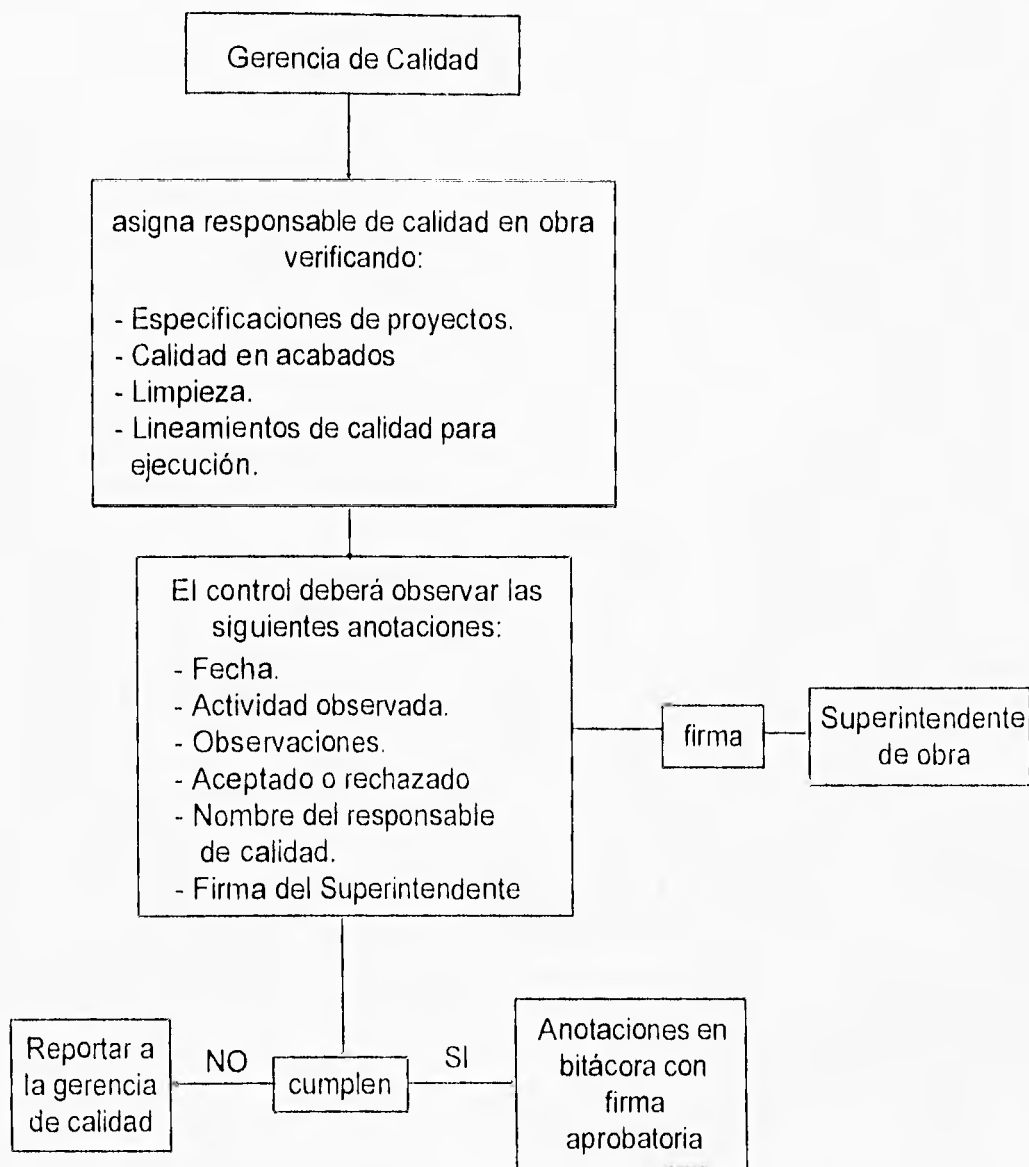 Gerencia de Calidad
asigna responsable de calidad en obra
verificando:
- Especificaciones de proyectos.
- Calidad en acabados
- Limpieza.
- Lineamientos de calidad para
ejecución.
El control deberá observar las
siguientes anotaciones:
- Fecha.
- Actividad observada.
- Observaciones.
- Aceptado o rechazado
- Nombre del responsable
de calidad.
- Firma del Superintendente
firma
Superintendente
de obra
Reportar a
la gerencia
de calidad
NO
cumplen
SI
Anotaciones en
bitácora con
firma
aprobatoria